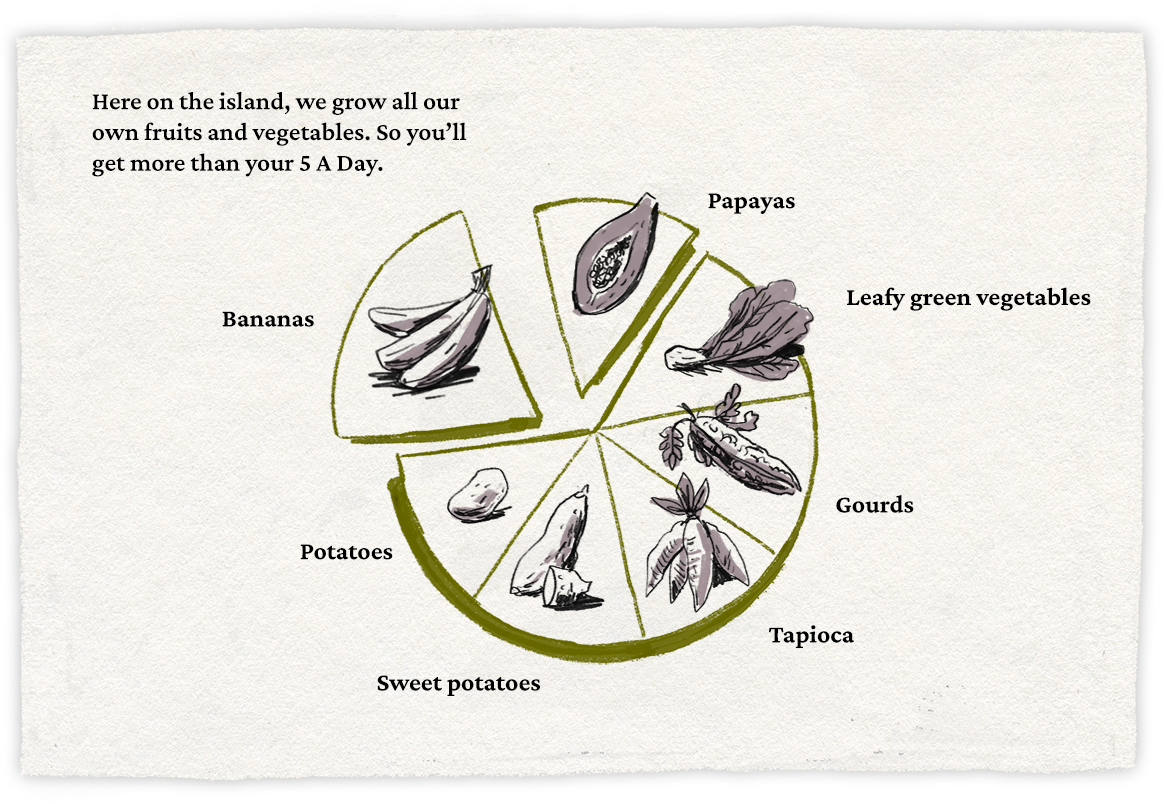 Here on the island, we grow all our
own fruits and vegetables. So you’ll
get more than your 5 A Day.
Papayas
Leafy green vegetables
Bananas
Gourds
Potatoes
Tapioca
Sweet potatoes